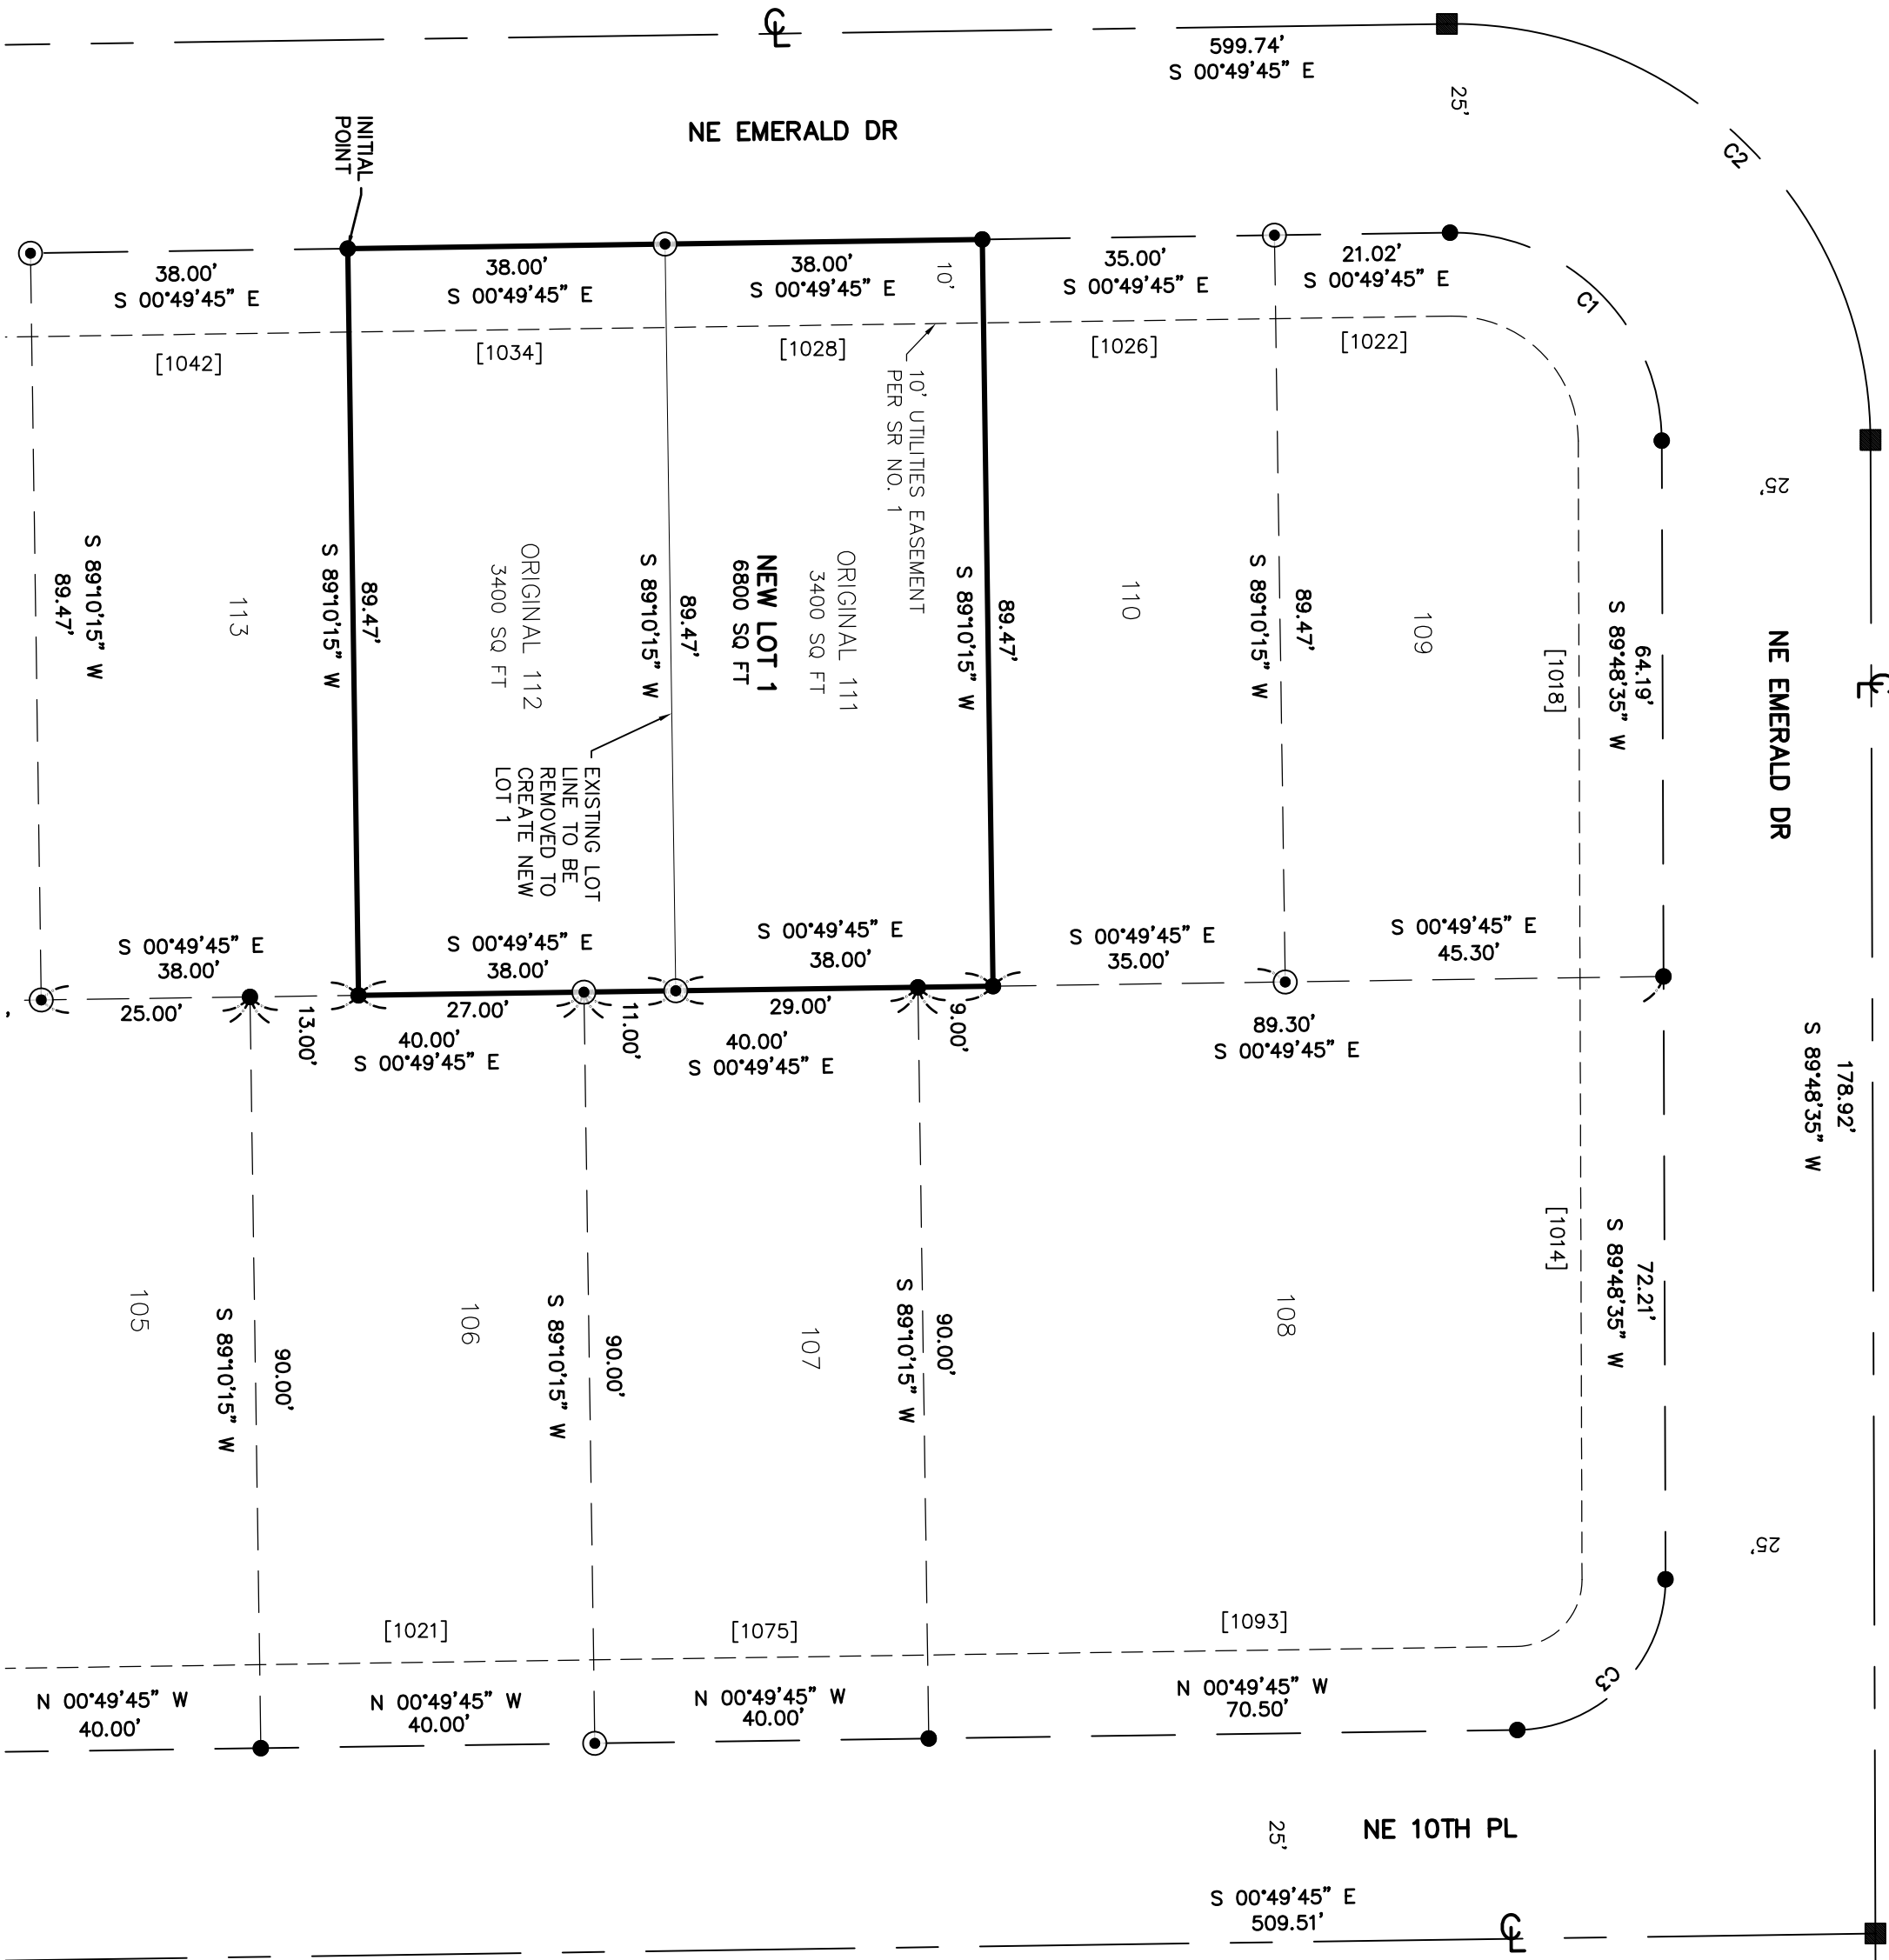 ℄
599.74'
S 00°49'45" E
25'
C2
NE EMERALD DR
INITIAL
POINT
38.00'
S 00°49'45" E
38.00'
S 00°49'45" E
38.00'
S 00°49'45" E
10'
35.00'
S 00°49'45" E
21.02'
S 00°49'45" E
C1
[1042]
[1034]
[1028]
[1026]
[1022]
10' UTILITIES EASEMENT
PER SR NO. 1
25'
S 89°10'15" W
89.47'
113
89.47'
S 89°10'15" W
ORIGINAL 112
3400 SQ FT
89.47'
S 89°10'15" W
NEW LOT 1
6800 SQ FT
ORIGINAL 111
3400 SQ FT
89.47'
S 89°10'15" W
110
89.47'
S 89°10'15" W
109
[1018]
64.19'
S 89°48'35" W
NE EMERALD DR
℄
EXISTING LOT
LINE TO BE
REMOVED TO
CREATE NEW
LOT 1
S 00°49'45" E
38.00'
S 00°49'45" E
38.00'
S 00°49'45" E
38.00'
S 00°49'45" E
35.00'
S 00°49'45" E
45.30'
'
25.00'
13.00'
27.00'
11.00'
29.00'
9.00'
40.00'
S 00°49'45" E
40.00'
S 00°49'45" E
89.30'
S 00°49'45" E
178.92'
S 89°48'35" W
105
90.00'
S 89°10'15" W
106
90.00'
S 89°10'15" W
107
90.00'
S 89°10'15" W
108
[1014]
72.21'
S 89°48'35" W
25'
[1021]
[1075]
[1093]
N 00°49'45" W
40.00'
N 00°49'45" W
40.00'
N 00°49'45" W
40.00'
N 00°49'45" W
70.50'
C3
25'
NE 10TH PL
S 00°49'45" E
509.51'
℄